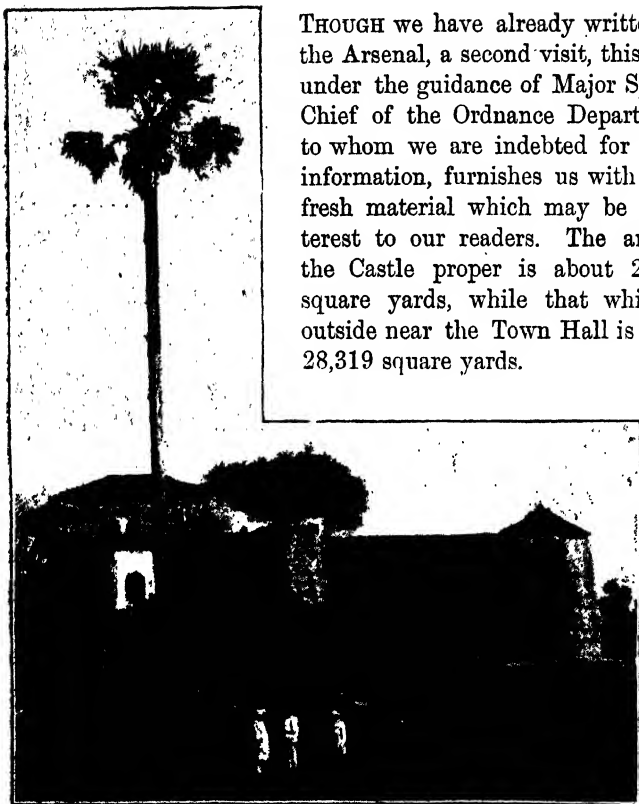 THOUGH we have already writte
the Arsenal, a second visit, this
under the guidance of Major S
Chief of the Ordnance Depart
to whom we are indebted for
information, furnishes us with
fresh material which may be
terest to our readers. The ar
the Castle proper is about 2
square yards, while that whi
outside near the Town Hall is
28,319 square yards.